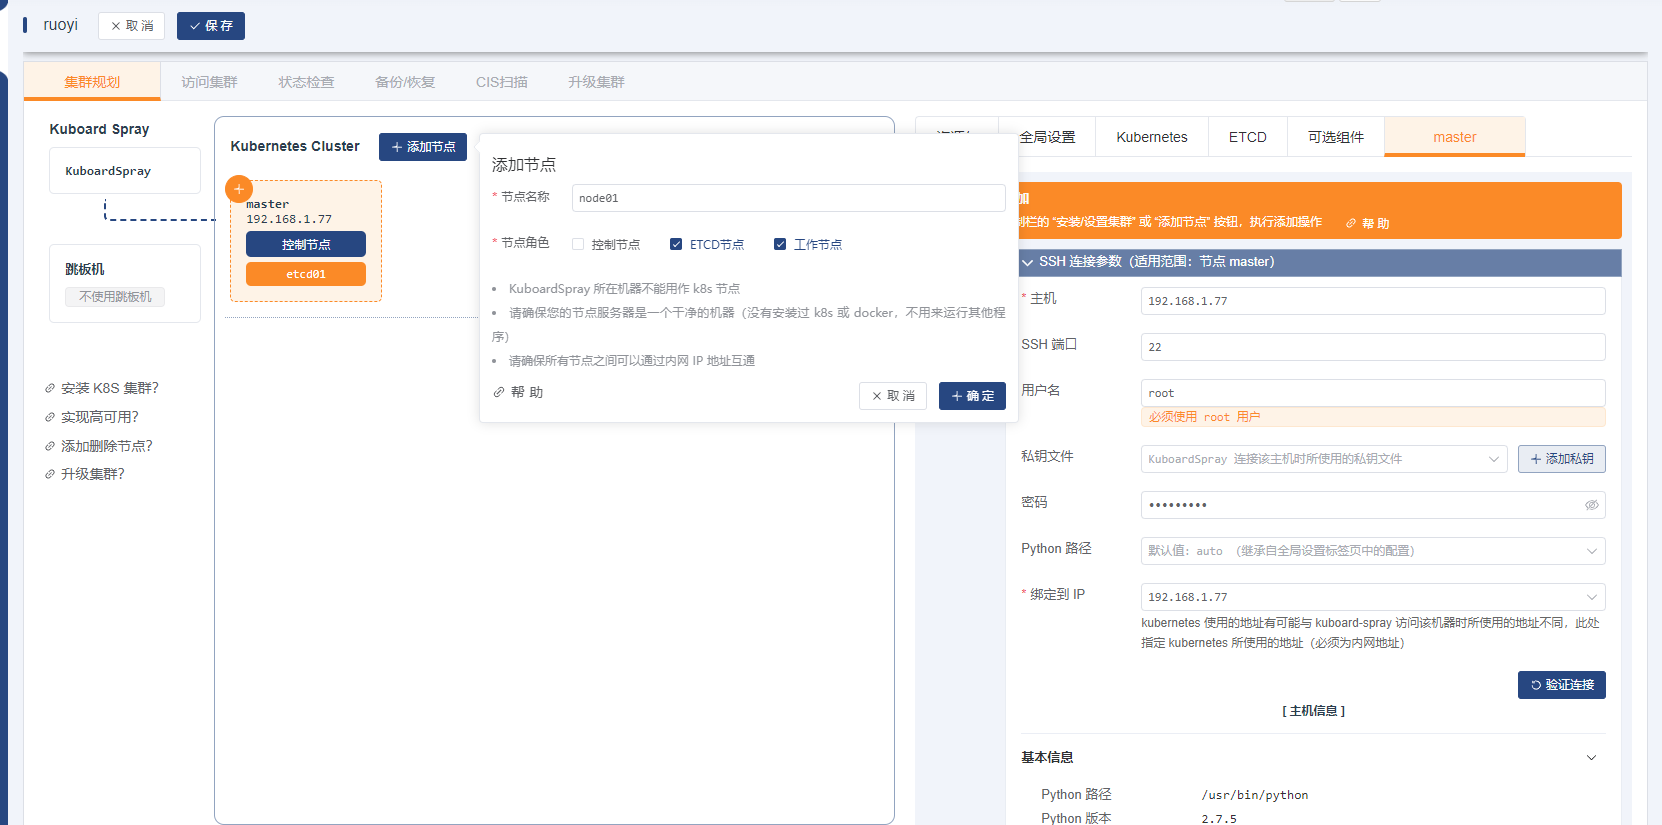 ruoyi
取 消
保 存
集群规划
访问集群
状态检查
备份/恢复
CIS扫描
升级集群
Kuboard Spray
KuboardSpray
跳板机
不使用跳板机
安装 K8S 集群?
实现高可用?
添加删除节点?
升级集群?
Kubernetes Cluster
添加节点
master
192.168.1.77
控制节点
etcd01
添加节点
* 节点名称
node01
* 节点角色
控制节点
ETCD节点
工作节点
• KuboardSpray 所在机器不能用作 k8s 节点
• 请确保您的节点服务器是一个干净的机器（没有安装过 k8s 或 docker，不用来运行其他程
序）
• 请确保所有节点之间可以通过内网 IP 地址互通
帮 助
取 消
确 定
全局设置
Kubernetes
ETCD
可选组件
master
加
栏的 “安装/设置集群” 或 “添加节点” 按钮，执行添加操作
帮 助
SSH 连接参数（适用范围：节点 master）
* 主机
192.168.1.77
SSH 端口
22
用户名
root
必须使用 root 用户
私钥文件
KuboardSpray 连接该主机时所使用的私钥文件
添加私钥
密码
•••••••••
Python 路径
默认值: auto （继承自全局设置标签页中的配置）
* 绑定到 IP
192.168.1.77
kubernetes 使用的地址有可能与 kuboard-spray 访问该机器时所使用的地址不同，此处
指定 kubernetes 所使用的地址（必须为内网地址）
验证连接
[ 主机信息 ]
基本信息
Python 路径
/usr/bin/python
Python 版本
2.7.5